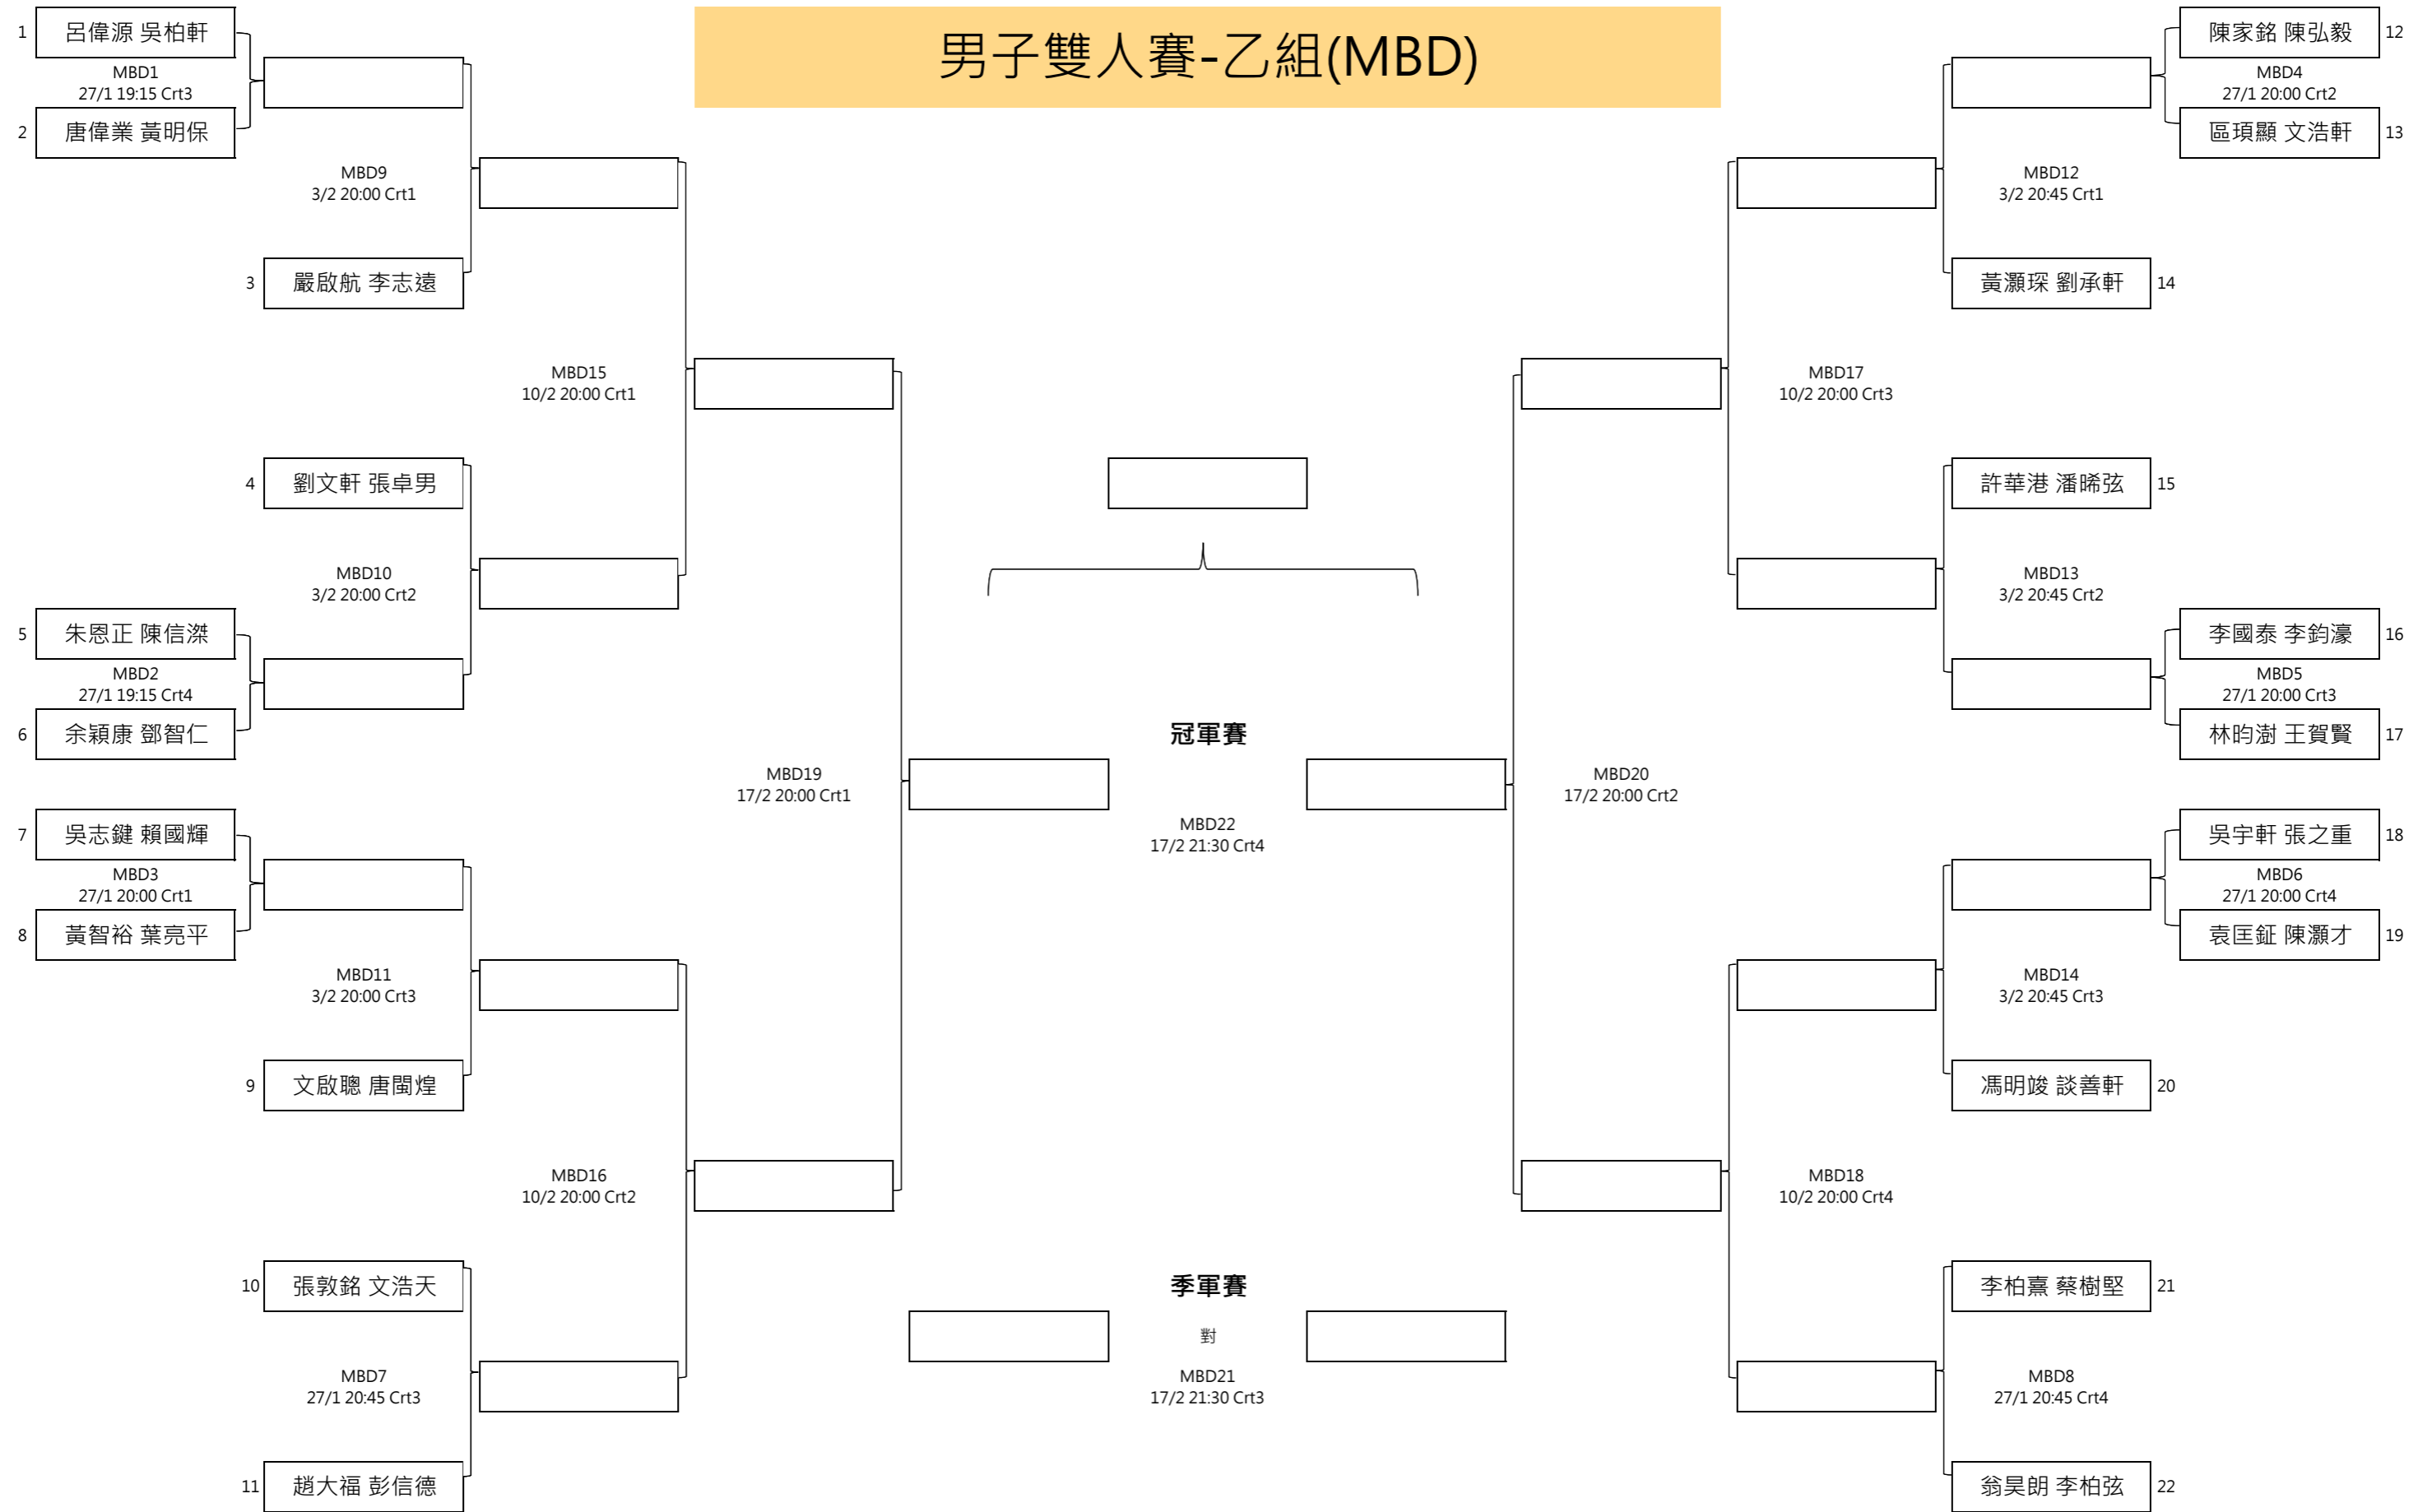 男子雙人賽-乙組(MBD)
1
呂偉源 吳柏軒
MBD1
27/1 19:15 Crt3
2
唐偉業 黃明保
MBD9
3/2 20:00 Crt1
3
嚴啟航 李志遠
MBD15
10/2 20:00 Crt1
4
劉文軒 張卓男
MBD10
3/2 20:00 Crt2
5
朱恩正 陳信滐
MBD2
27/1 19:15 Crt4
6
余穎康 鄧智仁
MBD19
17/2 20:00 Crt1
7
吳志鍵 賴國輝
MBD3
27/1 20:00 Crt1
8
黃智裕 葉亮平
MBD11
3/2 20:00 Crt3
9
文啟聰 唐閩煌
MBD16
10/2 20:00 Crt2
10
張敦銘 文浩天
MBD7
27/1 20:45 Crt3
11
趙大福 彭信德
冠軍賽
MBD22
17/2 21:30 Crt4
季軍賽
對
MBD21
17/2 21:30 Crt3
陳家銘 陳弘毅
12
MBD4
27/1 20:00 Crt2
區項顯 文浩軒
13
MBD12
3/2 20:45 Crt1
黃灝琛 劉承軒
14
MBD17
10/2 20:00 Crt3
許華港 潘晞弦
15
MBD13
3/2 20:45 Crt2
李國泰 李鈞濠
16
MBD5
27/1 20:00 Crt3
林昀澍 王賀賢
17
MBD20
17/2 20:00 Crt2
吳宇軒 張之重
18
MBD6
27/1 20:00 Crt4
袁匡鉦 陳灝才
19
MBD14
3/2 20:45 Crt3
馮明竣 談善軒
20
MBD18
10/2 20:00 Crt4
李柏熹 蔡樹堅
21
MBD8
27/1 20:45 Crt4
翁昊朗 李柏弦
22